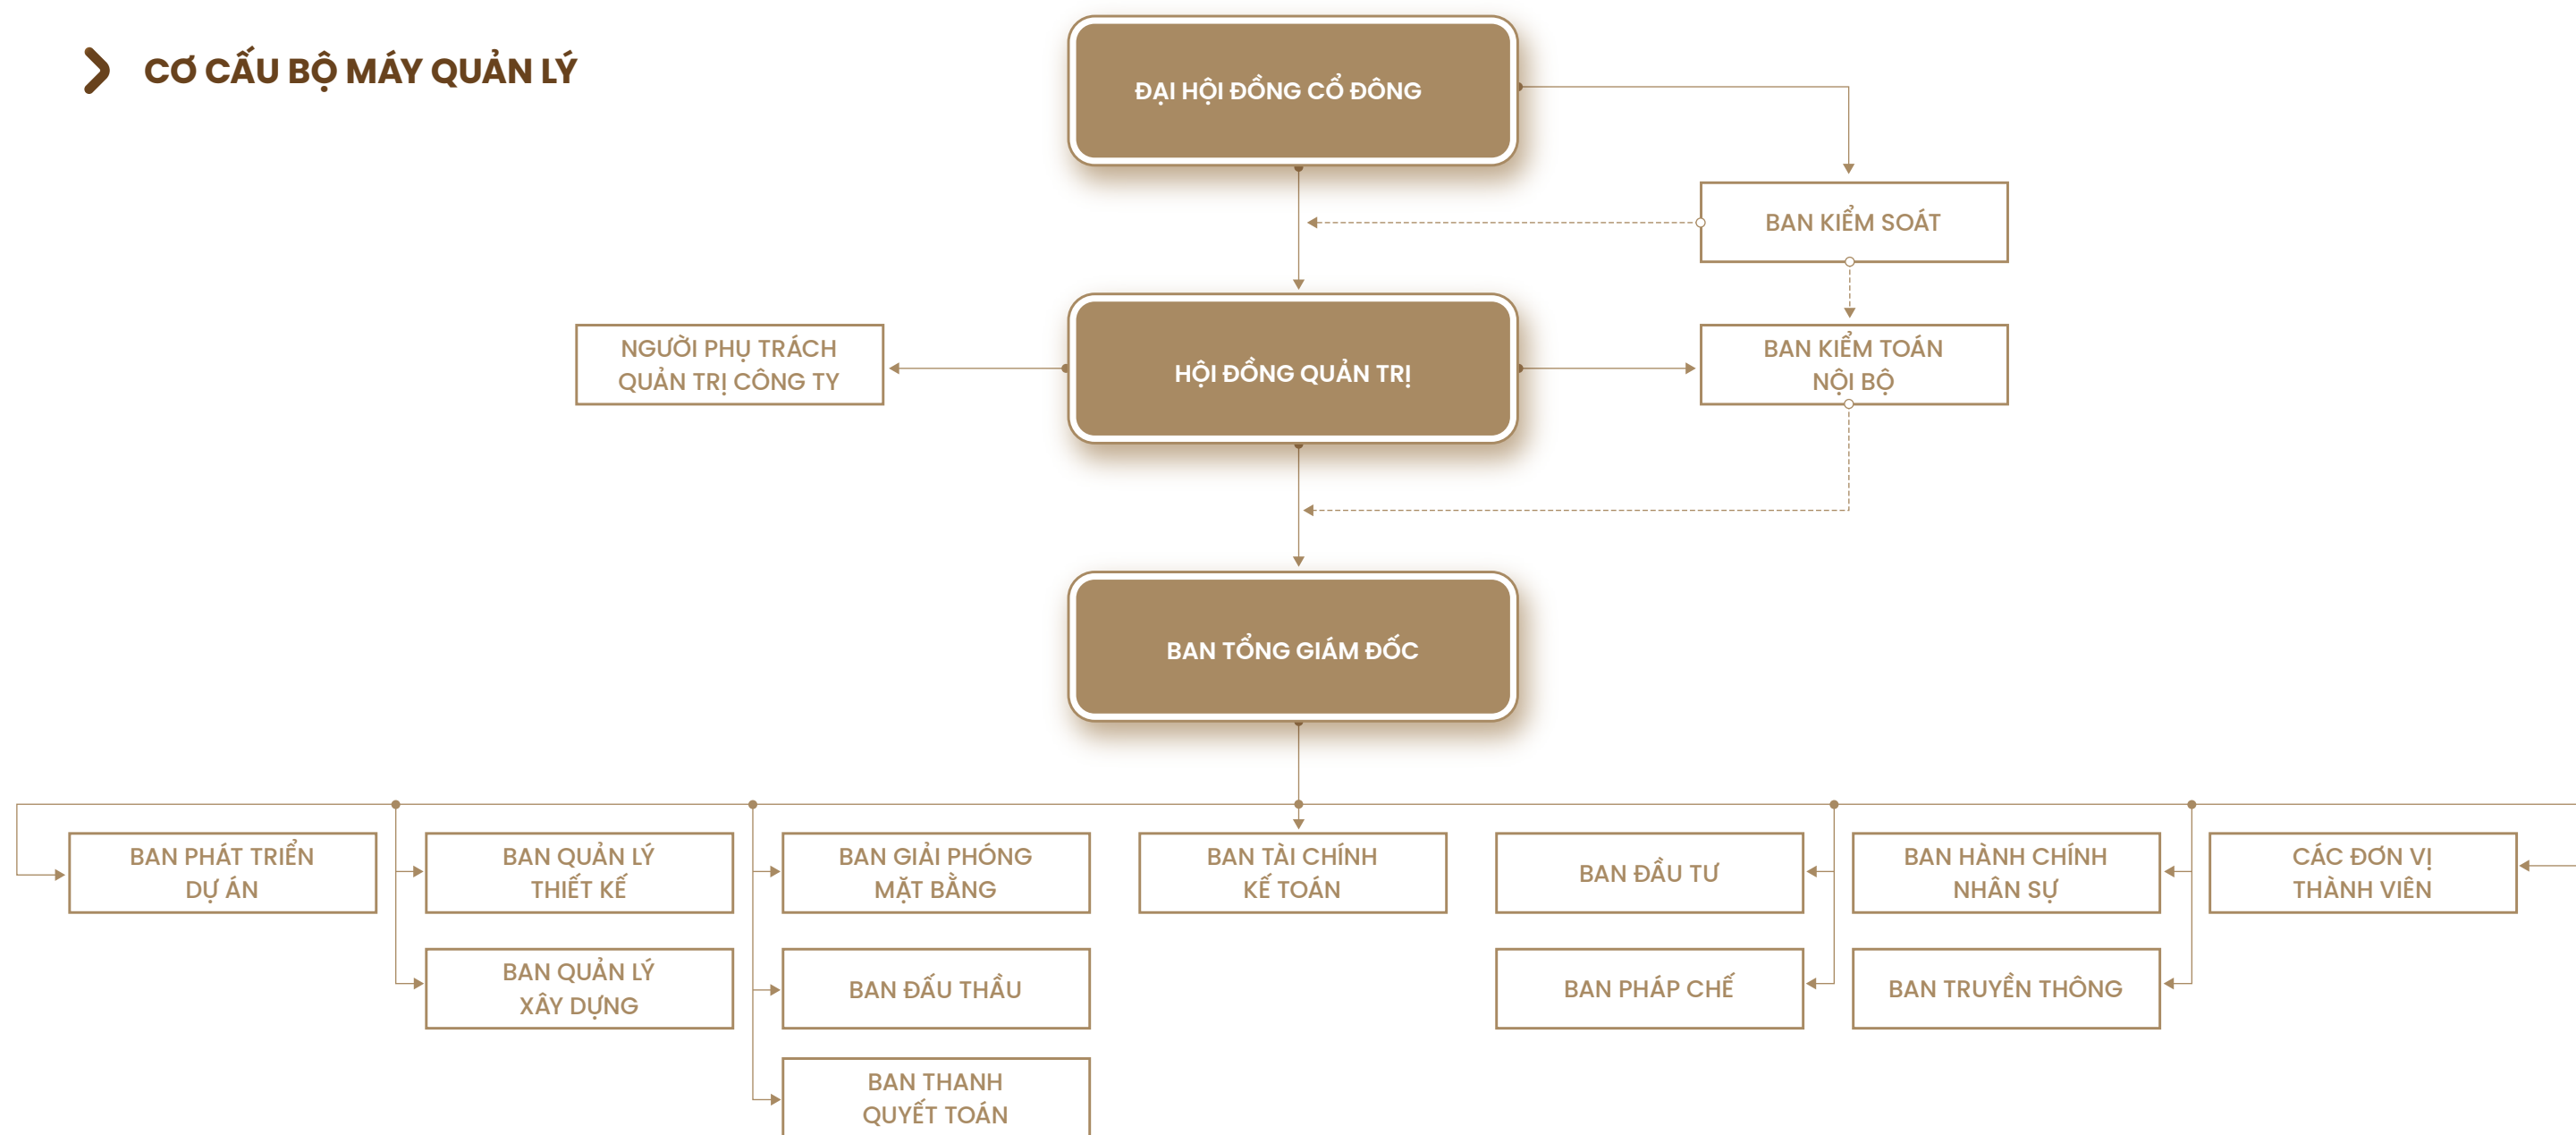 CƠ CẤU BỘ MÁY QUẢN LÝ
ĐẠI HỘI ĐỒNG CỔ ĐÔNG
BAN KIỂM SOÁT
NGƯỜI PHỤ TRÁCH
QUẢN TRỊ CÔNG TY
HỘI ĐỒNG QUẢN TRỊ
BAN KIỂM TOÁN
NỘI BỘ
BAN TỔNG GIÁM ĐỐC
BAN PHÁT TRIỂN
DỰ ÁN
BAN QUẢN LÝ
THIẾT KẾ
BAN GIẢI PHÓNG
MẶT BẰNG
BAN TÀI CHÍNH
KẾ TOÁN
BAN ĐẦU TƯ
BAN HÀNH CHÍNH
NHÂN SỰ
CÁC ĐƠN VỊ
THÀNH VIÊN
BAN QUẢN LÝ
XÂY DỰNG
BAN ĐẤU THẦU
BAN PHÁP CHẾ
BAN TRUYỀN THÔNG
BAN THANH
QUYẾT TOÁN